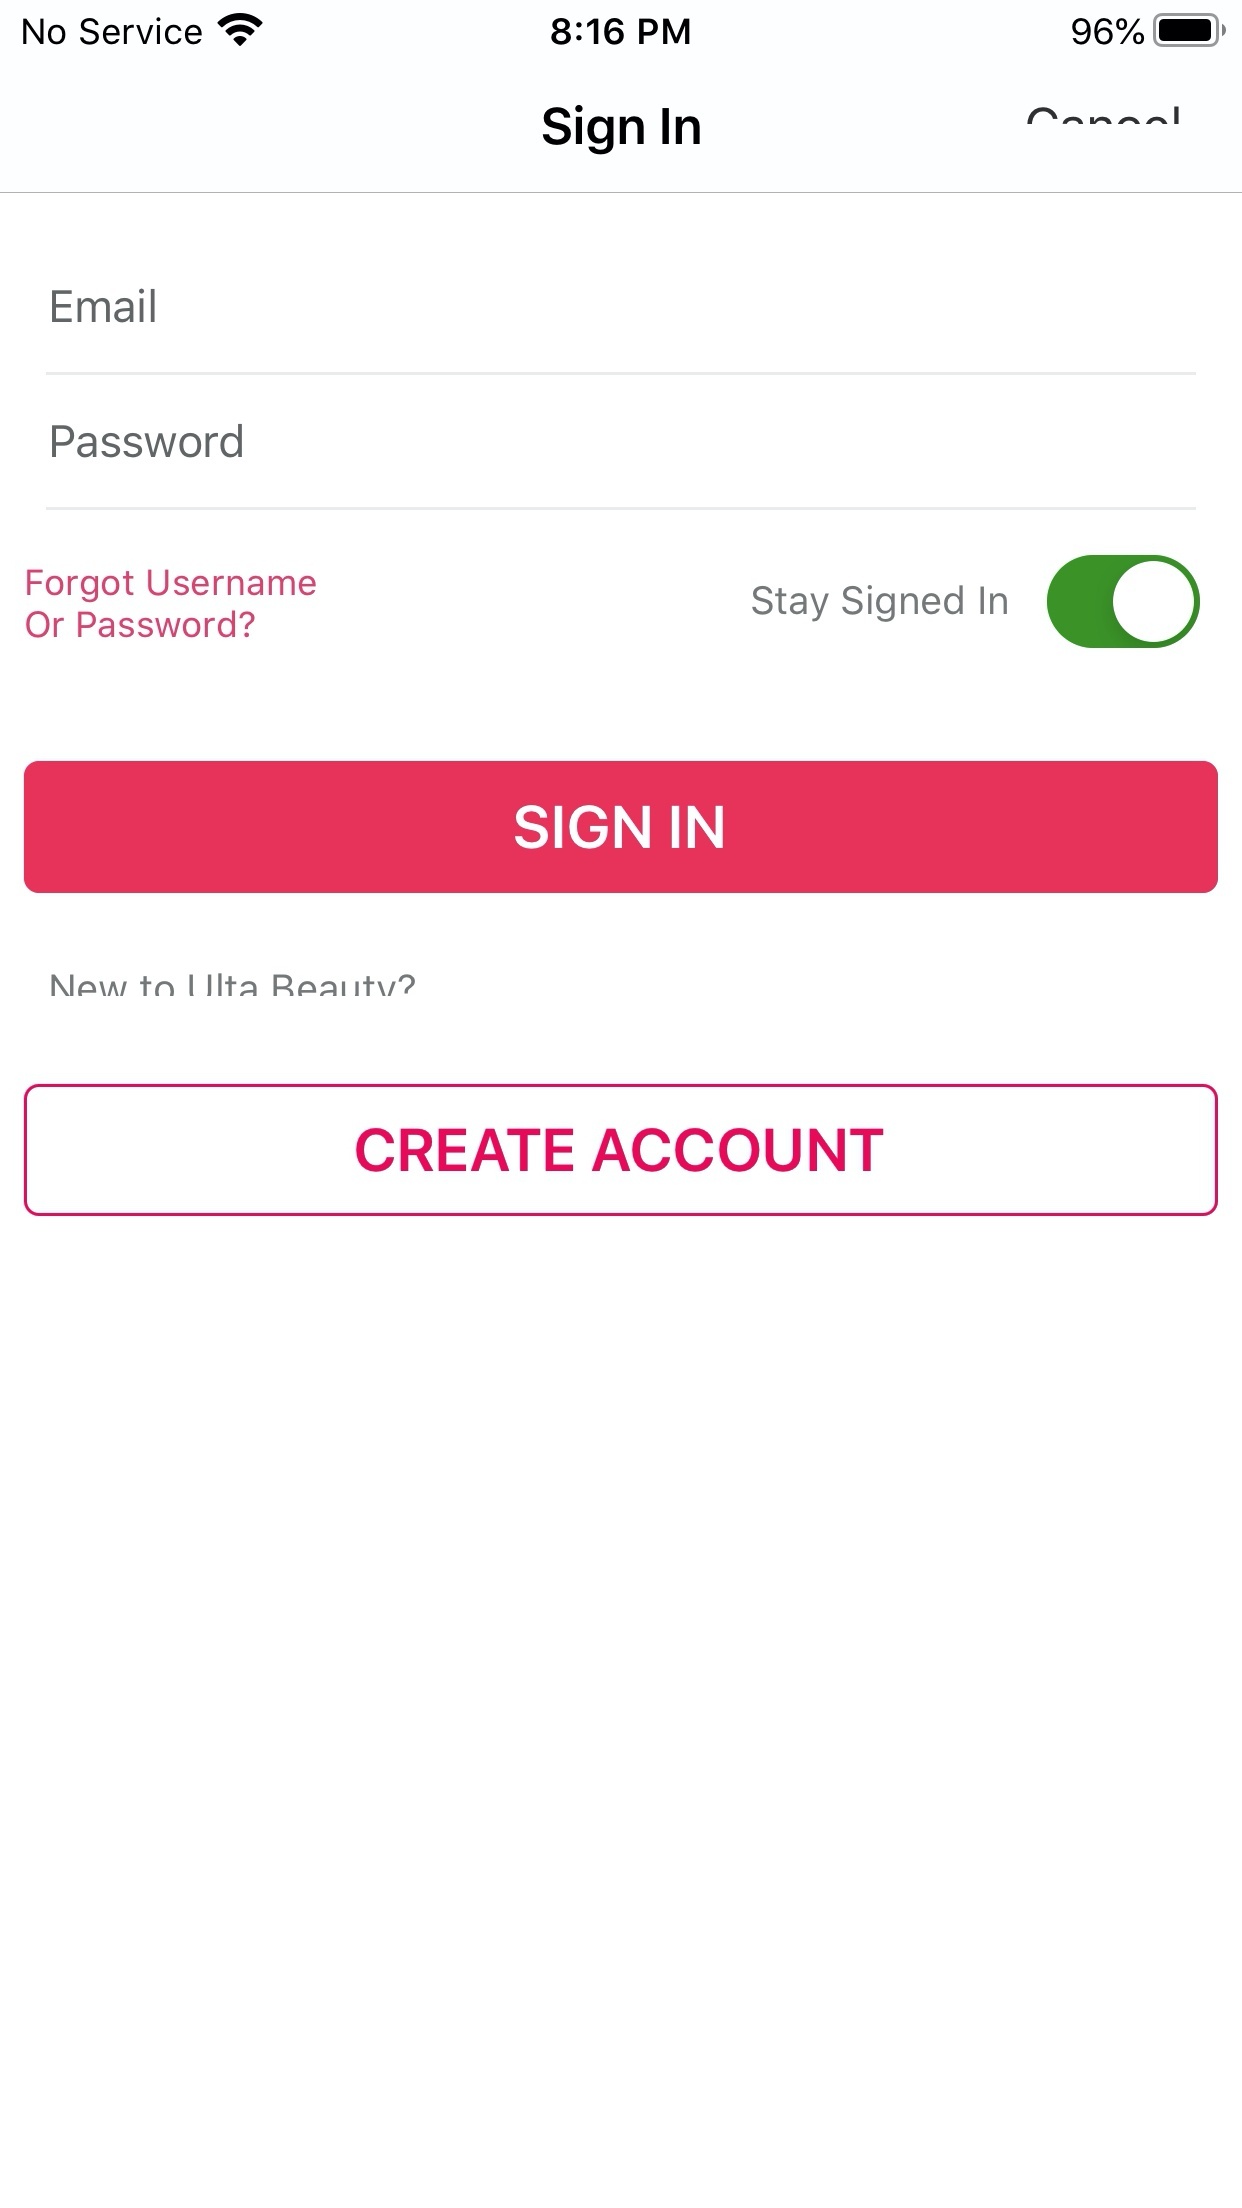 No Service 8:16 PM 96%
Sign In Cancel
Email
Password
Forgot Username
Or Password?
Stay Signed In
SIGN IN
New to Ulta Beauty?
CREATE ACCOUNT